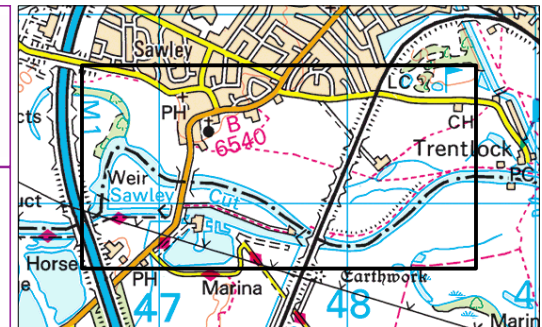 Sawley
LC
M1
cts
PH
B
6540
CH
Trentlock
Weir
PC
Sawley
Cut
uct
Horse
Earthwork
e
PH
Marina
47
48
4
Marin